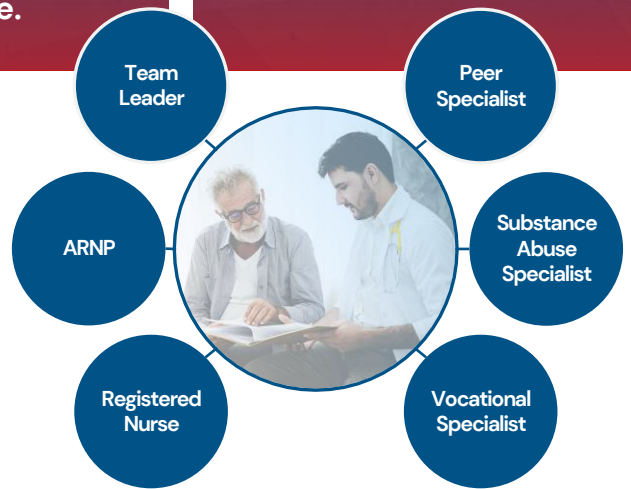 e.
Team
Leader
Peer
Specialist
ARNP
Substance
Abuse
Specialist
Registered
Nurse
Vocational
Specialist